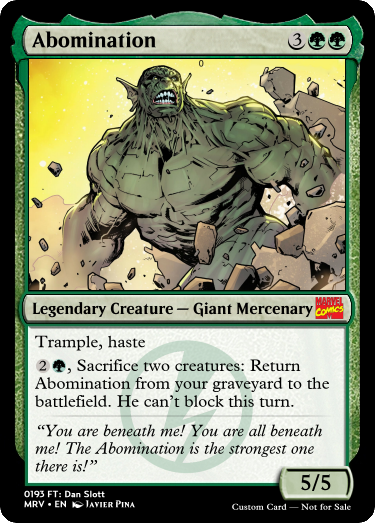 Abomination 3
0
Legendary Creature — Giant Mercenary MARVEL COMICS
Trample, haste
2, Sacrifice two creatures: Return
Abomination from your graveyard to the
battlefield. He can't block this turn.
"You are beneath me! You are all beneath
me! The Abomination is the strongest one
there is!"
5/5
0193 FT: Dan Slott
MRV • EN Javier Pina
Custom Card — Not for Sale